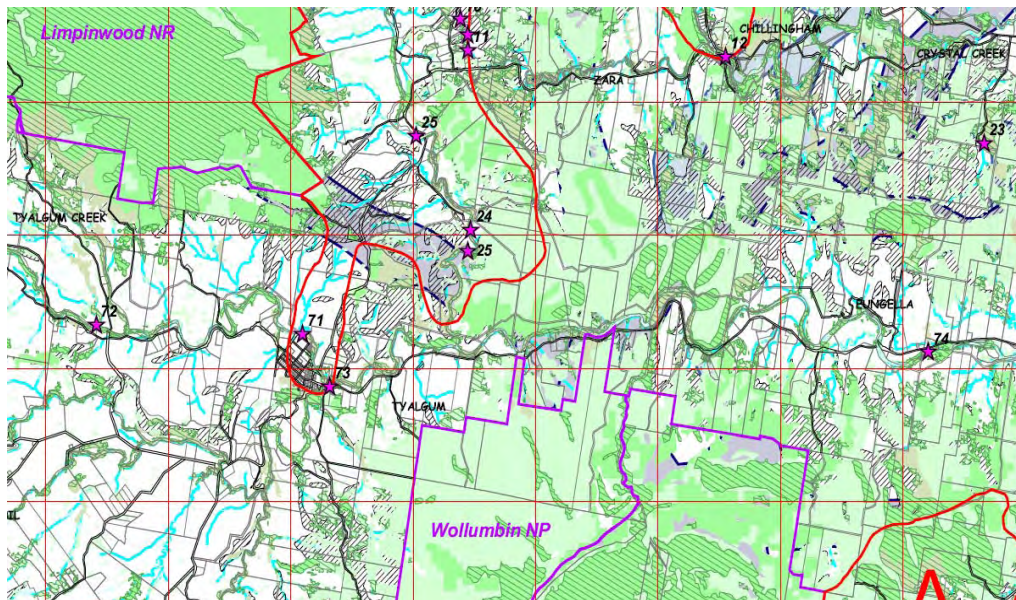 Limpinwood NR
11
12
CHILLINGHAM
CRYSTAL CREEK
ZARA
25
23
TYALGUM CREEK
24
25
EUNGELLA
72
71
74
73
TYALGUM
Wollumbin NP